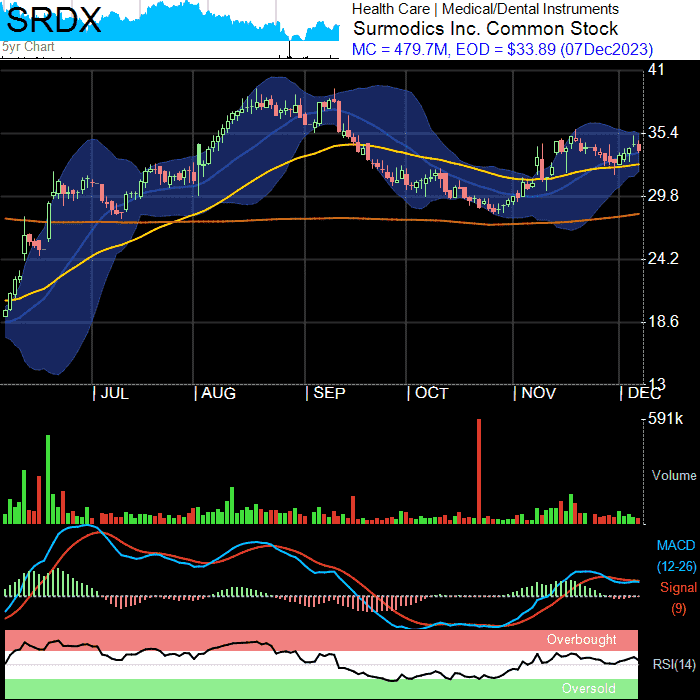 SRDX
Health Care | Medical/Dental Instruments
Surmodics Inc. Common Stock
5yr Chart
MC = 479.7M, EOD = $33.89 (07Dec2023)
41
35.4
29.8
24.2
18.6
13
| JUL | AUG | SEP | OCT | NOV | DEC
591k
Volume
MACD
(12-26)
Signal
(9)
Overbought
RSI(14)
Oversold